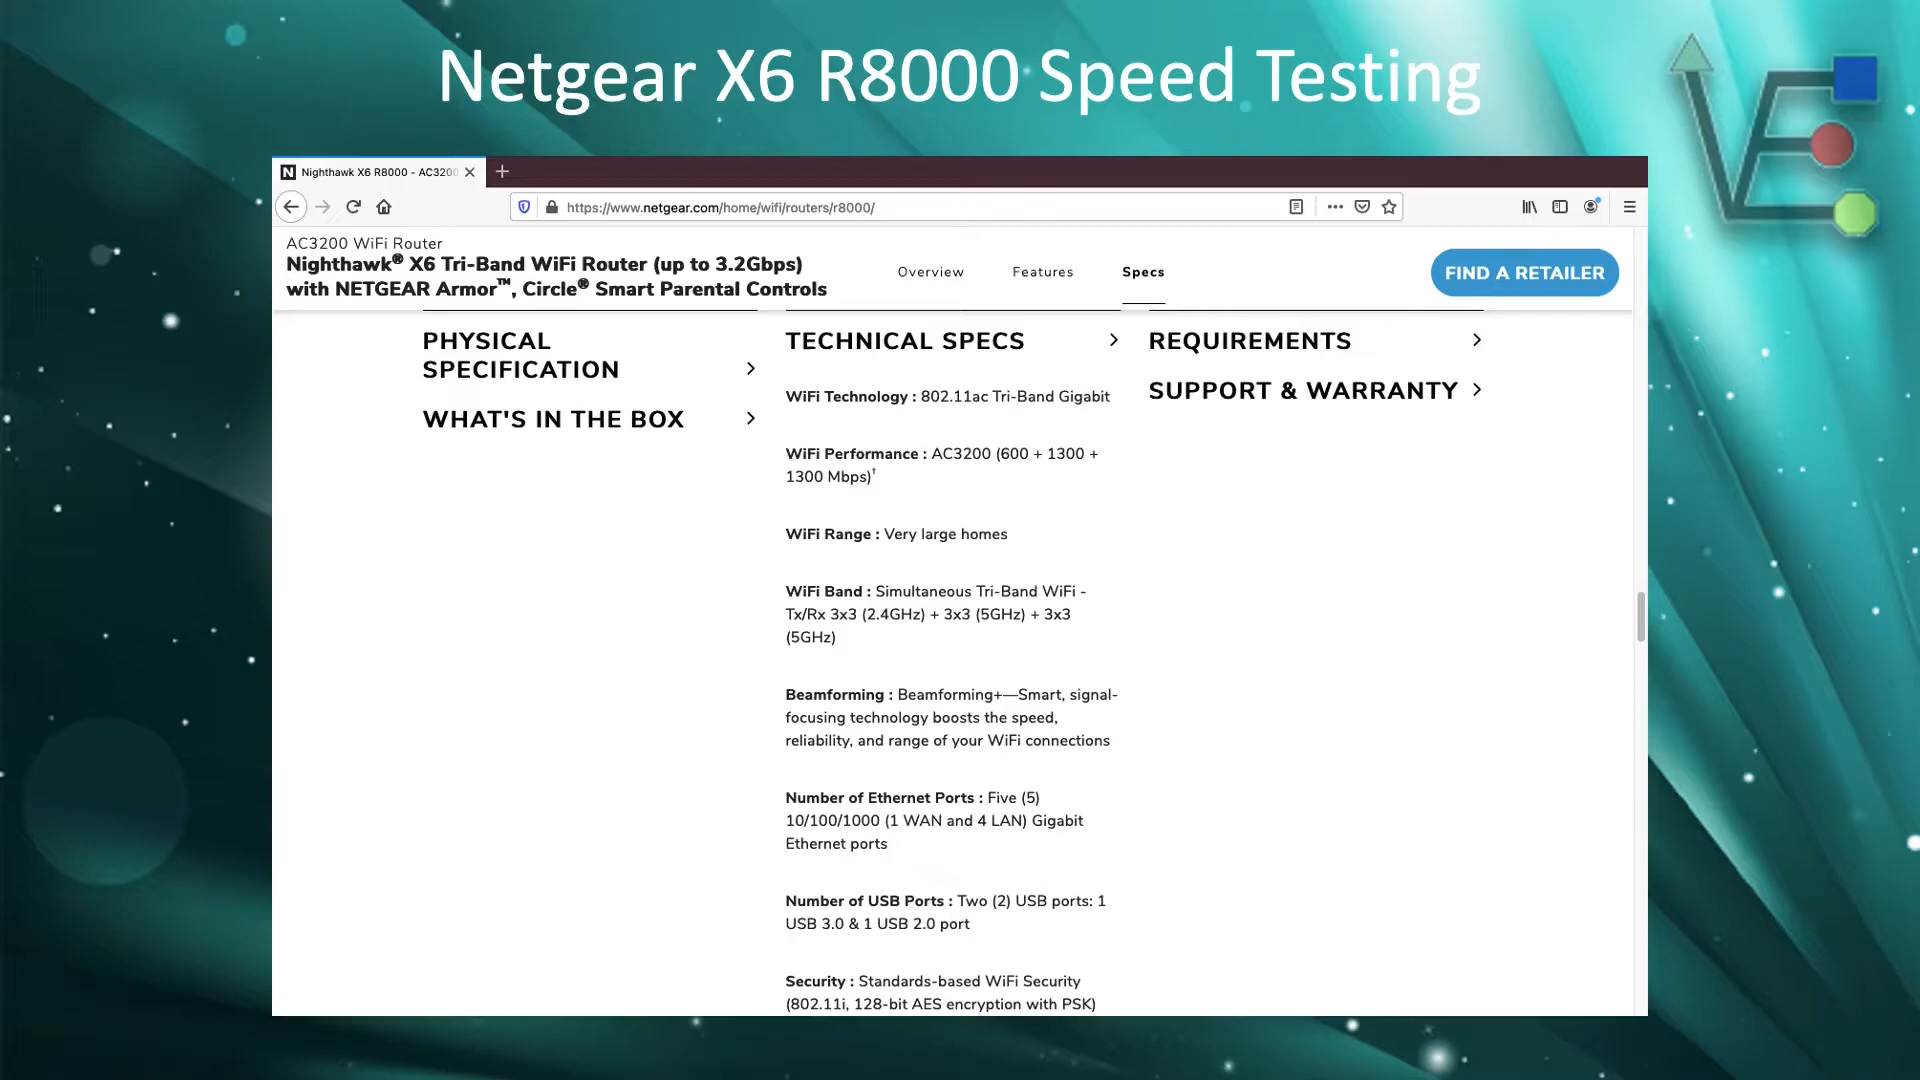 Netgear X6 R8000 Speed Testing
Nighthawk X6 R8000 - AC3200
https://www.netgear.com/home/wifi/routers/r8000/
AC3200 WiFi Router
Nighthawk® X6 Tri-Band WiFi Router (up to 3.2Gbps)
with NETGEAR Armor™, Circle® Smart Parental Controls
Overview
Features
Specs
FIND A RETAILER
PHYSICAL
SPECIFICATION
WHAT'S IN THE BOX
TECHNICAL SPECS
WiFi Technology : 802.11ac Tri-Band Gigabit
WiFi Performance : AC3200 (600 + 1300 +
1300 Mbps)†
WiFi Range : Very large homes
WiFi Band : Simultaneous Tri-Band WiFi -
Tx/Rx 3x3 (2.4GHz) + 3x3 (5GHz) + 3x3
(5GHz)
Beamforming : Beamforming+—Smart, signal-
focusing technology boosts the speed,
reliability, and range of your WiFi connections
Number of Ethernet Ports : Five (5)
10/100/1000 (1 WAN and 4 LAN) Gigabit
Ethernet ports
Number of USB Ports : Two (2) USB ports: 1
USB 3.0 & 1 USB 2.0 port
Security : Standards-based WiFi Security
(802.11i, 128-bit AES encryption with PSK)
REQUIREMENTS
SUPPORT & WARRANTY